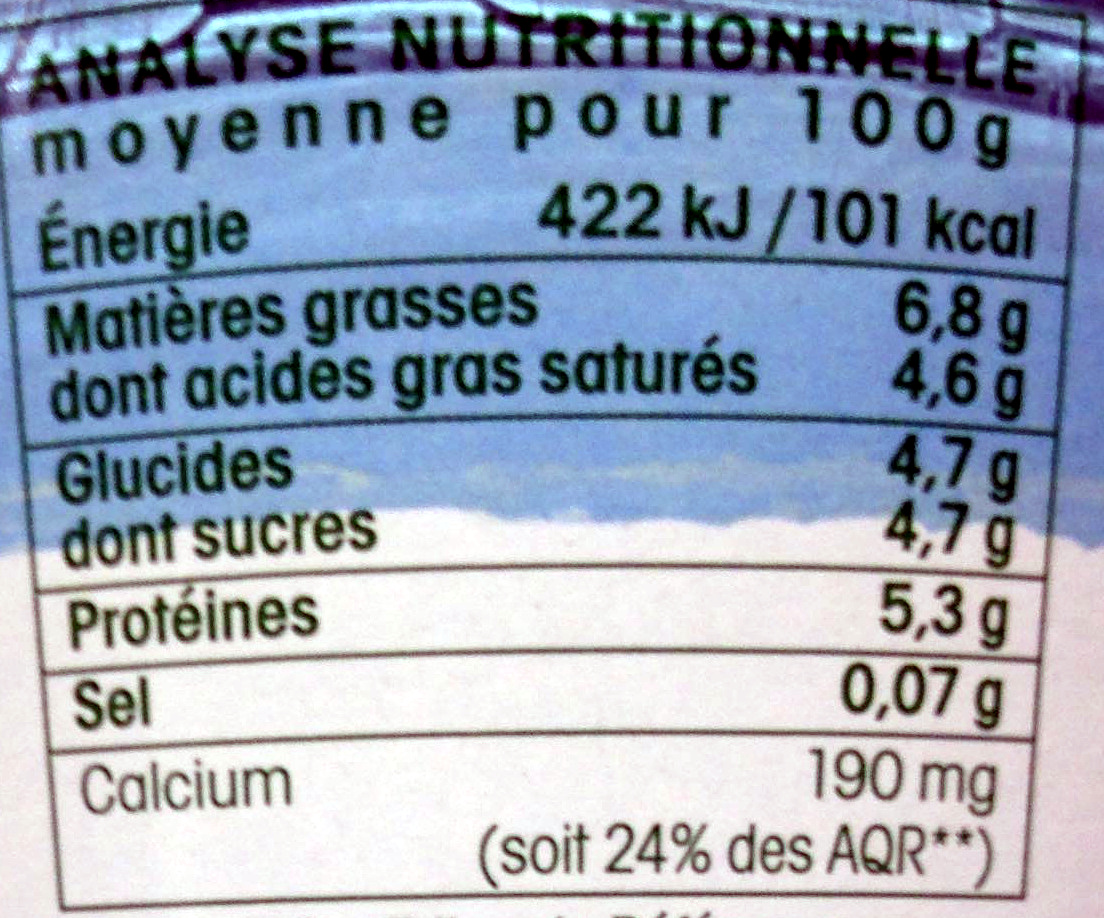 ANALYSE NUTRITIONNELLE
moyenne pour 100g
Énergie 422 kJ /101 kcal
Matières grasses 6,8 g
dont acides gras saturés 4,6 g
Glucides 4,7 g
dont sucres 4,7 g
Protéines 5,3 g
Sel 0,07 g
Calcium 190 mg
(soit 24% des AQR**)